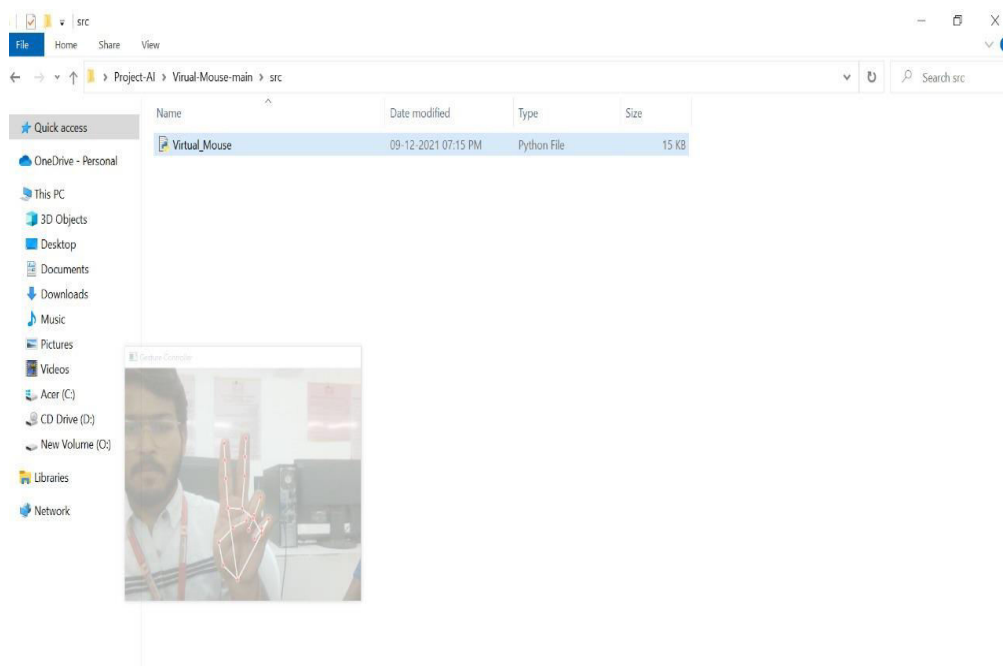 src
File Home Share View
Project-AI > Virual-Mouse-main > src
Search src
Name Date modified Type Size
Virtual_Mouse 09-12-2021 07:15 PM Python File 15 KB
Quick access
OneDrive - Personal
This PC
3D Objects
Desktop
Documents
Downloads
Music
Pictures
Videos
Acer (C:)
CD Drive (D:)
New Volume (O:)
Libraries
Network
Gesture Controller